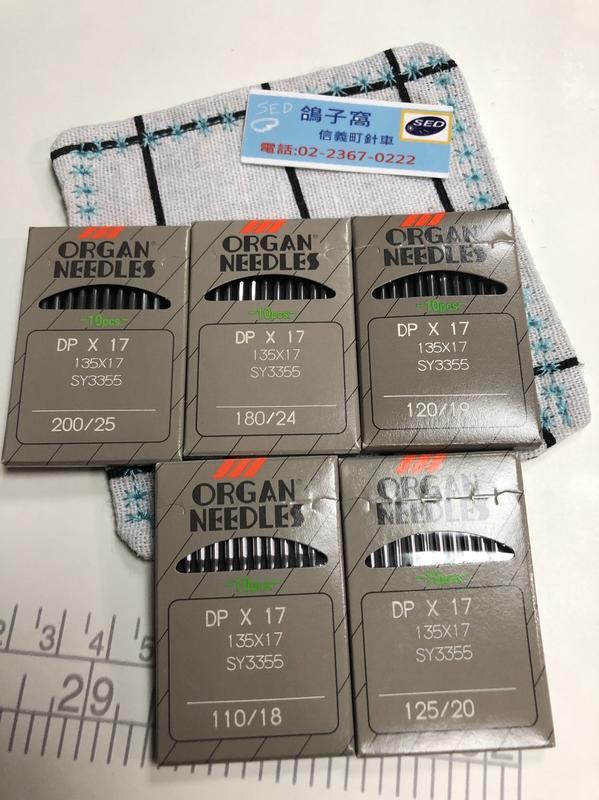 SED
鴿子窩
SED
信義町針車
電話:02-2367-0222
ORGAN®
NEEDLES
-10pcs.-
DP X 17
135X17
SY3355
200/25
ORGAN®
NEEDLES
-10pcs.-
DP X 17
135X17
SY3355
180/24
ORGAN®
NEEDLES
-10pcs.-
DP X 17
135X17
SY3355
120/19
ORGAN®
NEEDLES
-10pcs.-
DP X 17
135X17
SY3355
110/18
ORGAN
NEEDLES
-10pcs.-
DP X 17
135X17
SY3355
125/20
3 4 5
29